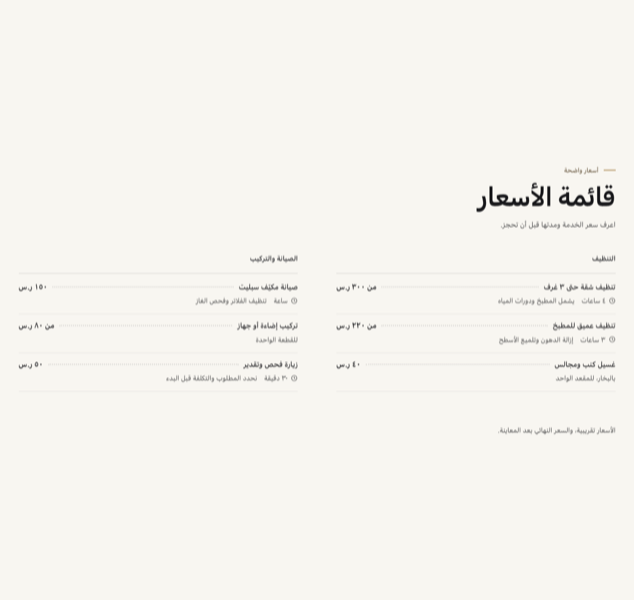 أسعار واضحة
قائمة الأسعار
اعرف سعر الخدمة ومدتها قبل أن تحجز.
التنظيف
تنظيف شقة حتى ٣ غرف من ٣٠٠ ر.س
٤ ساعات يشمل المطبخ ودورات المياه
تنظيف عميق للمطبخ من ٢٢٠ ر.س
٣ ساعات إزالة الدهون وتلميع الأسطح
غسيل كنب ومجالس ٤٠ ر.س
بالبخار، للمقعد الواحد
الصيانة والتركيب
صيانة مكيّف سبليت ١٥٠ ر.س
ساعة تنظيف الفلاتر وفحص الغاز
تركيب إضاءة أو جهاز من ٨٠ ر.س
للقطعة الواحدة
زيارة فحص وتقدير ٥٠ ر.س
٣٠ دقيقة نحدد المطلوب والتكلفة قبل البدء
الأسعار تقريبية، والسعر النهائي بعد المعاينة.